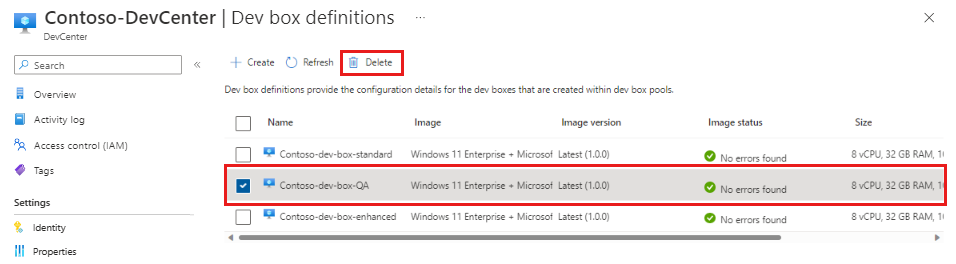 Contoso-DevCenter | Dev box definitions ...
DevCenter
Search
Overview
Activity log
Access control (IAM)
Tags
Settings
Identity
Properties
Create Refresh Delete
Dev box definitions provide the configuration details for the dev boxes that are created within dev box pools.
Name Image Image version Image status Size
Contoso-dev-box-standard Windows 11 Enterprise + Microsof Latest (1.0.0) No errors found 8 vCPU, 32 GB RAM, 1
Contoso-dev-box-QA Windows 11 Enterprise + Microsof Latest (1.0.0) No errors found 8 vCPU, 32 GB RAM, 1
Contoso-dev-box-enhanced Windows 11 Enterprise + Microsof Latest (1.0.0) No errors found 8 vCPU, 32 GB RAM, 1